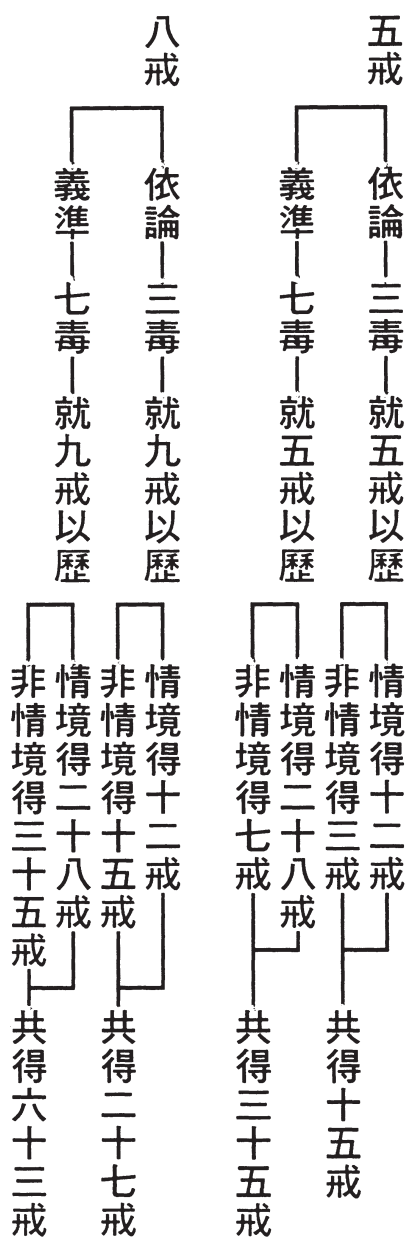 五戒
依論—三毒—就五戒以歷
情境得十二戒
非情境得三戒
共得十五戒
義準—七毒—就五戒以歷
情境得二十八戒
非情境得七戒
共得三十五戒
八戒
依論—三毒—就九戒以歷
情境得十二戒
非情境得十五戒
共得二十七戒
義準—七毒—就九戒以歷
情境得二十八戒
非情境得三十五戒
共得六十三戒